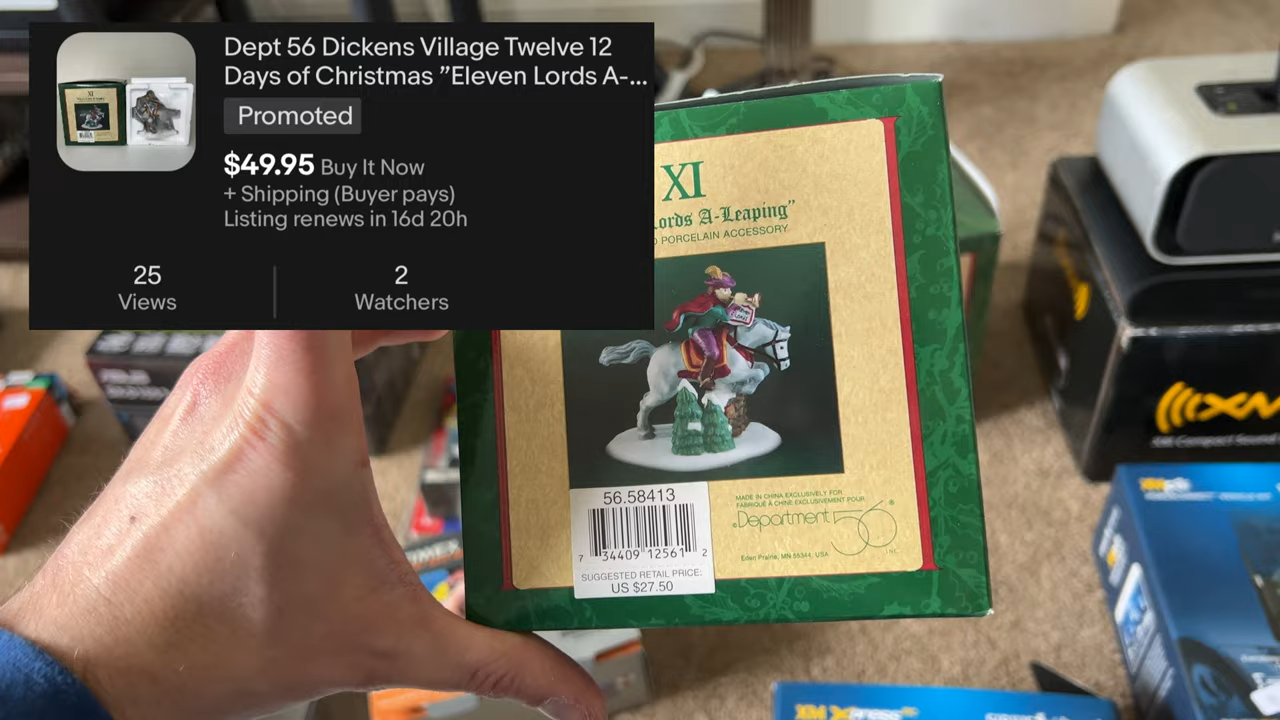 Dept 56 Dickens Village Twelve 12
Days of Christmas ”Eleven Lords A-...
Promoted
$49.95 Buy It Now
+ Shipping (Buyer pays)
Listing renews in 16d 20h
25
Views
2
Watchers
XI
Lords A-Leaping”
PORCELAIN ACCESSORY
56.58413
7 34409 12561 2
SUGGESTED RETAIL PRICE:
US $27.50
MADE IN CHINA EXCLUSIVELY FOR
FABRIQUÉ À CHINE EXCLUSIVEMENT POUR
Department 56®
Eden Prairie, MN 55344, USA
XM
XM Xpress